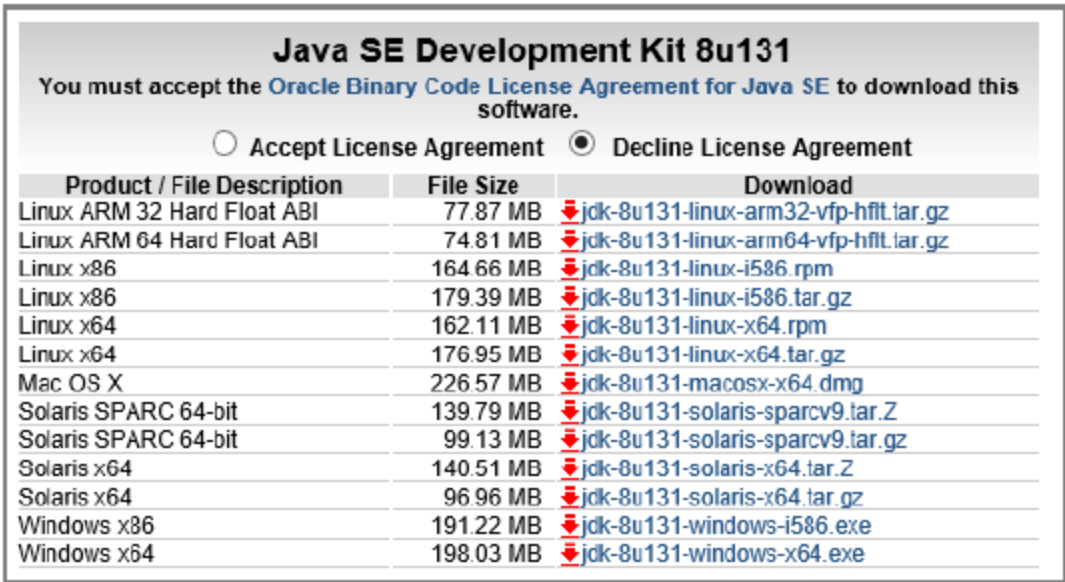 Java SE Development Kit 8u131
You must accept the Oracle Binary Code License Agreement for Java SE to download this
software.
Accept License Agreement Decline License Agreement
Product / File Description File Size Download
Linux ARM 32 Hard Float ABI 77.87 MB jdk-8u131-linux-arm32-vfp-hflt.tar.gz
Linux ARM 64 Hard Float ABI 74.81 MB jdk-8u131-linux-arm64-vfp-hflt.tar.gz
Linux x86 164.66 MB jdk-8u131-linux-i586.rpm
Linux x86 179.39 MB jdk-8u131-linux-i586.tar.gz
Linux x64 162.11 MB jdk-8u131-linux-x64.rpm
Linux x64 176.95 MB jdk-8u131-linux-x64.tar.gz
Mac OS X 226.57 MB jdk-8u131-macosx-x64.dmg
Solaris SPARC 64-bit 139.79 MB jdk-8u131-solaris-sparcv9.tar.Z
Solaris SPARC 64-bit 99.13 MB jdk-8u131-solaris-sparcv9.tar.gz
Solaris x64 140.51 MB jdk-8u131-solaris-x64.tar.Z
Solaris x64 96.96 MB jdk-8u131-solaris-x64.tar.gz
Windows x86 191.22 MB jdk-8u131-windows-i586.exe
Windows x64 198.03 MB jdk-8u131-windows-x64.exe